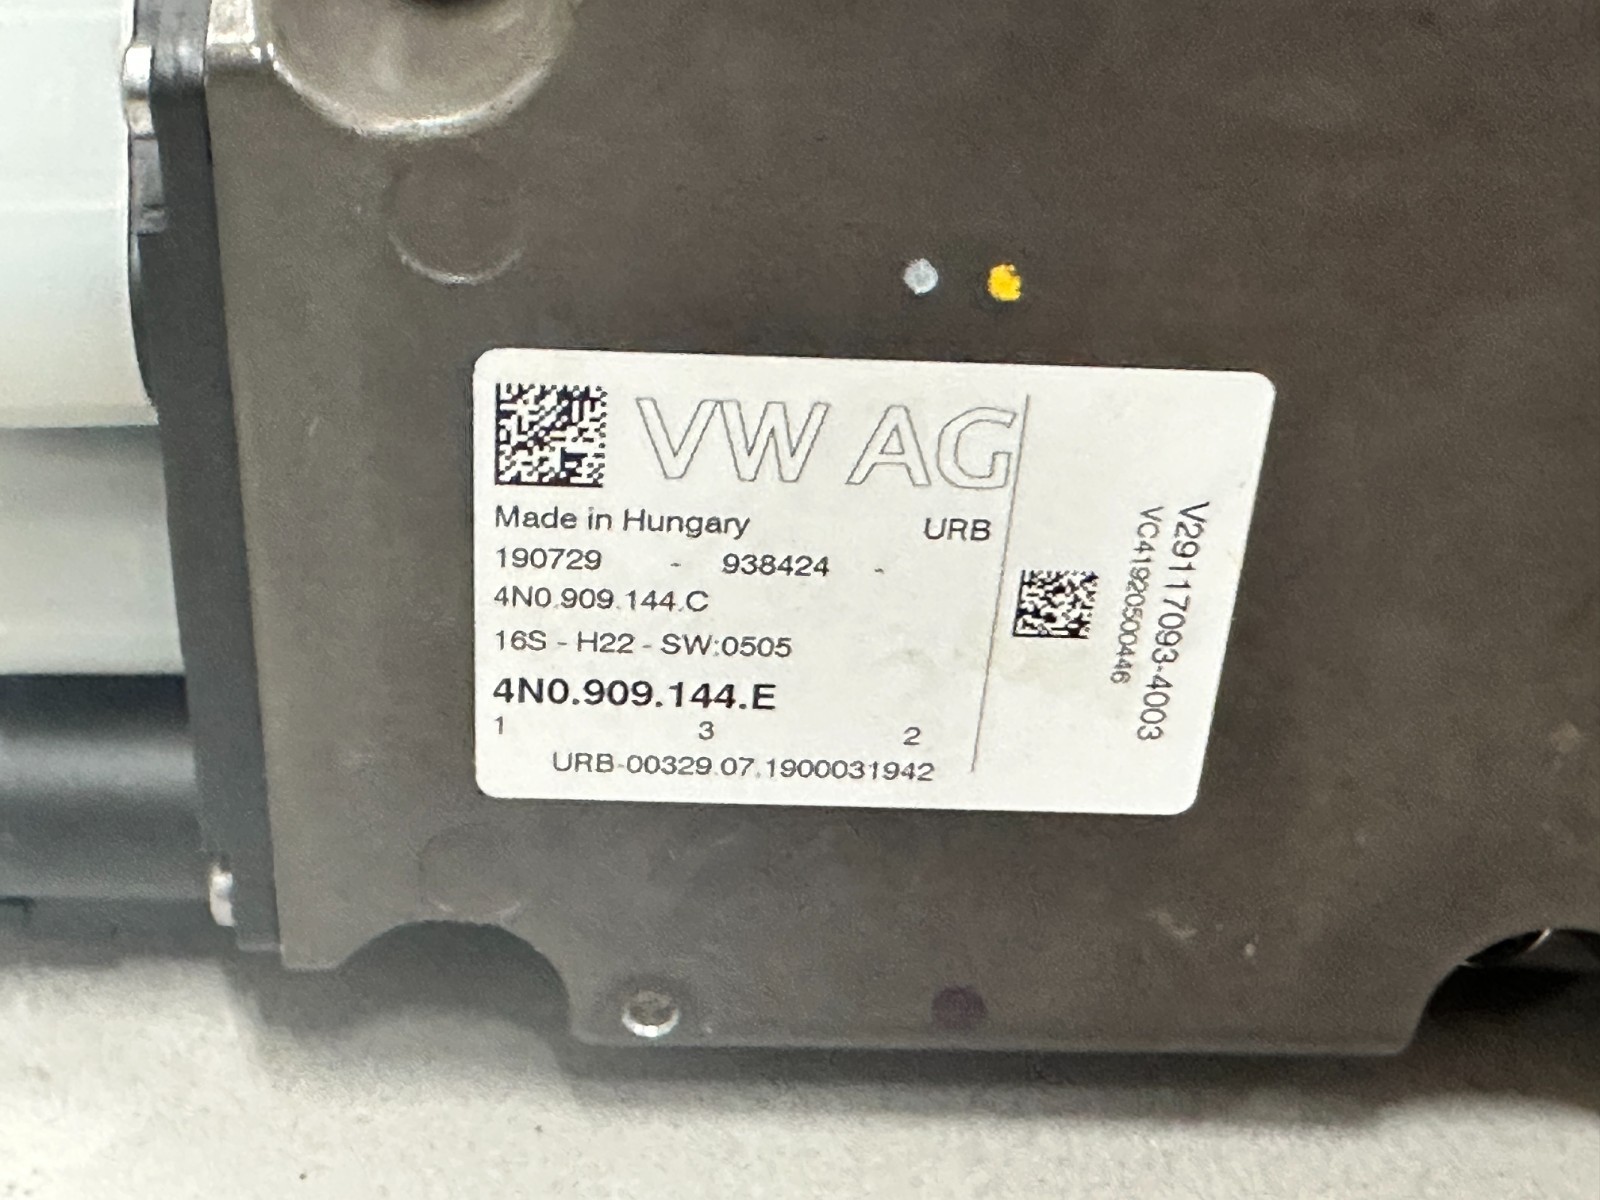 VW AG
Made in Hungary URB
190729 - 938424 -
4N0.909.144.C
16S - H22 - SW:0505
4N0.909.144.E
1 3 2
URB-00329.07.1900031942
V291117093-4003
VC41920500446